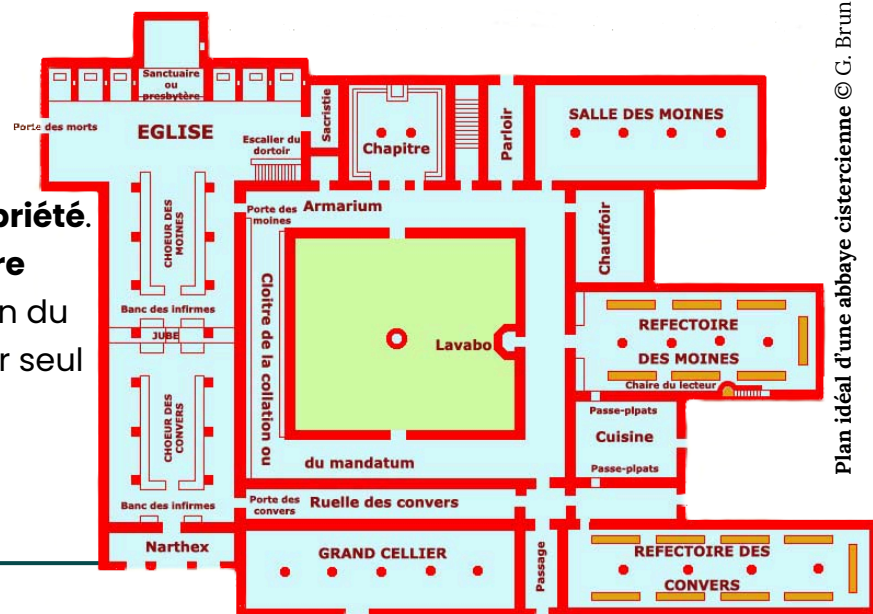 Sanctuaire
ou
presbytère
Porte des morts
EGLISE
Escalier du
dortoir
Sacristie
Chapitre
Parloir
SALLE DES MOINES
Porte des
moines
Armarium
Chauffoir
CHOEUR DES
MOINES
priété.
re
n du
r seul
Banc des infirmes
JUBE
Cloître de la collation ou
Lavabo
REFECTOIRE
DES MOINES
Chaire du lecteur
Passe-plpats
Cuisine
Passe-plpats
CHOEUR DES
CONVERS
du mandatum
Banc des infirmes
Porte des
convers
Ruelle des convers
Narthex
GRAND CELLIER
Passage
REFECTOIRE DES
CONVERS
Plan idéal d'une abbaye cistercienne © G. Brun